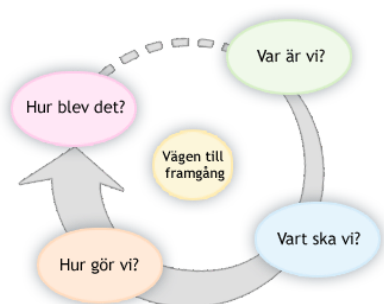 Var är vi?
Hur blev det?
Vägen till
framgång
Vart ska vi?
Hur gör vi?